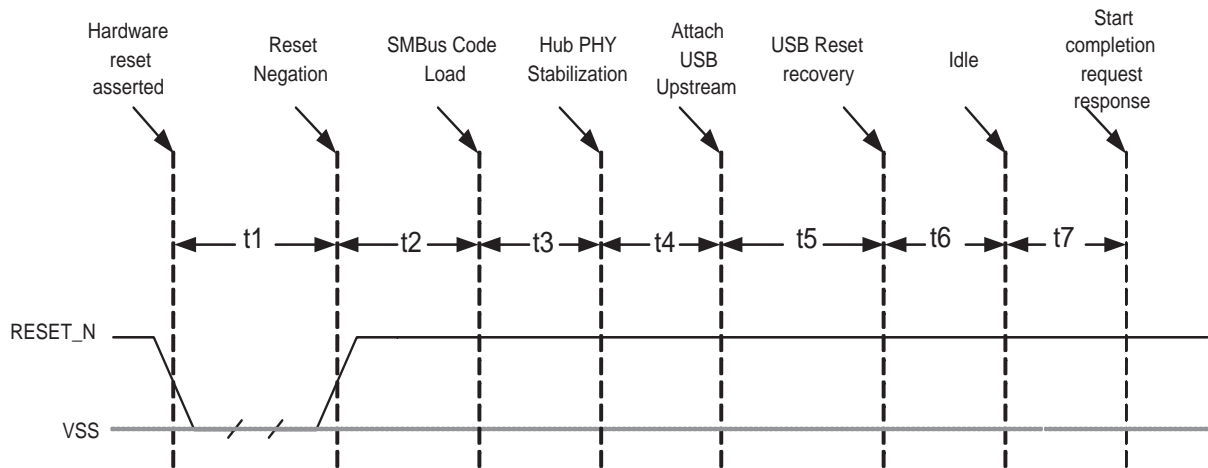 Hardware
reset
asserted
Reset
Negation
SMBus Code
Load
Hub PHY
Stabilization
Attach
USB
Upstream
USB Reset
recovery
Idle
Start
completion
request
response
t1
t2
t3
t4
t5
t6
t7
RESET_N
VSS